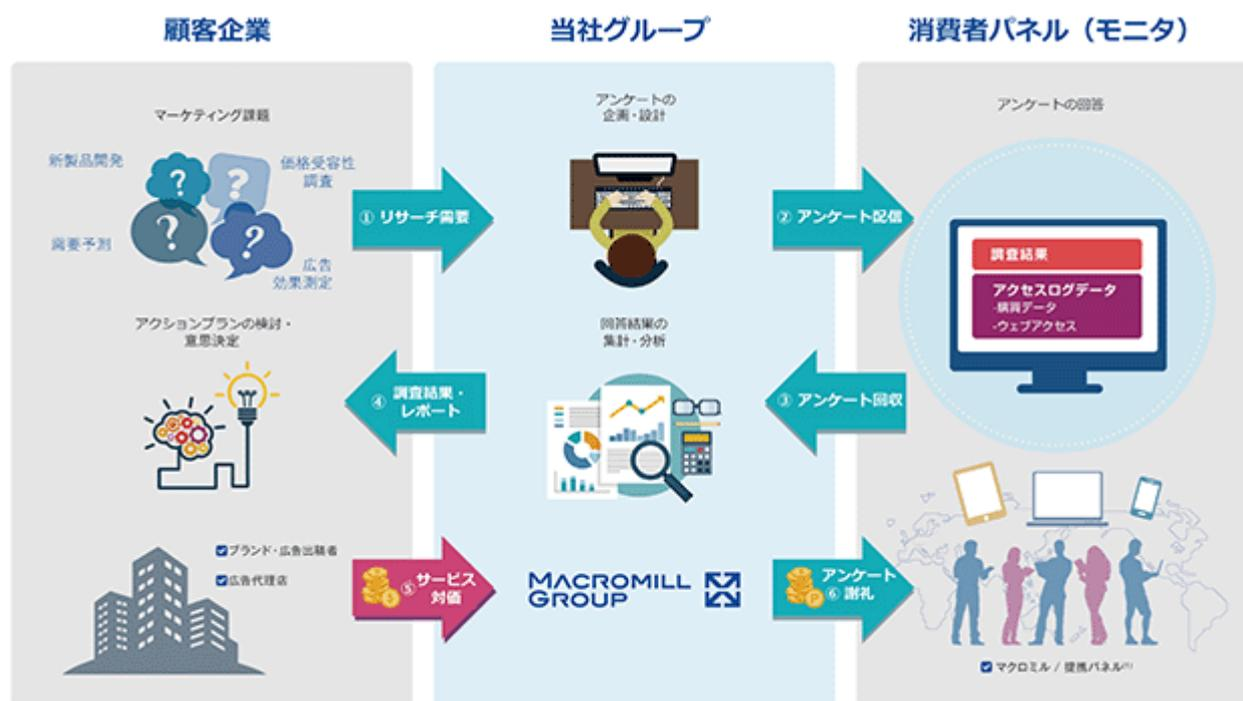 顧客企業
当社グループ
消費者パネル（モニタ）
マーケティング課題
新製品開発
価格受容性
調査
需要予測
広告
効果測定
① リサーチ需要
アンケートの
企画・設計
② アンケート配信
アンケートの回答
調査結果
アクセスログデータ
-購買データ
-ウェブアクセス
アクションプランの検討・
意思決定
④ 調査結果・
レポート
回答結果の
集計・分析
③ アンケート回収
ブランド・広告出稿者
広告代理店
⑤ サービス
対価
MACROMILL
GROUP
アンケート
⑥ 謝礼
マクロミル / 提携パネル⁽¹⁾